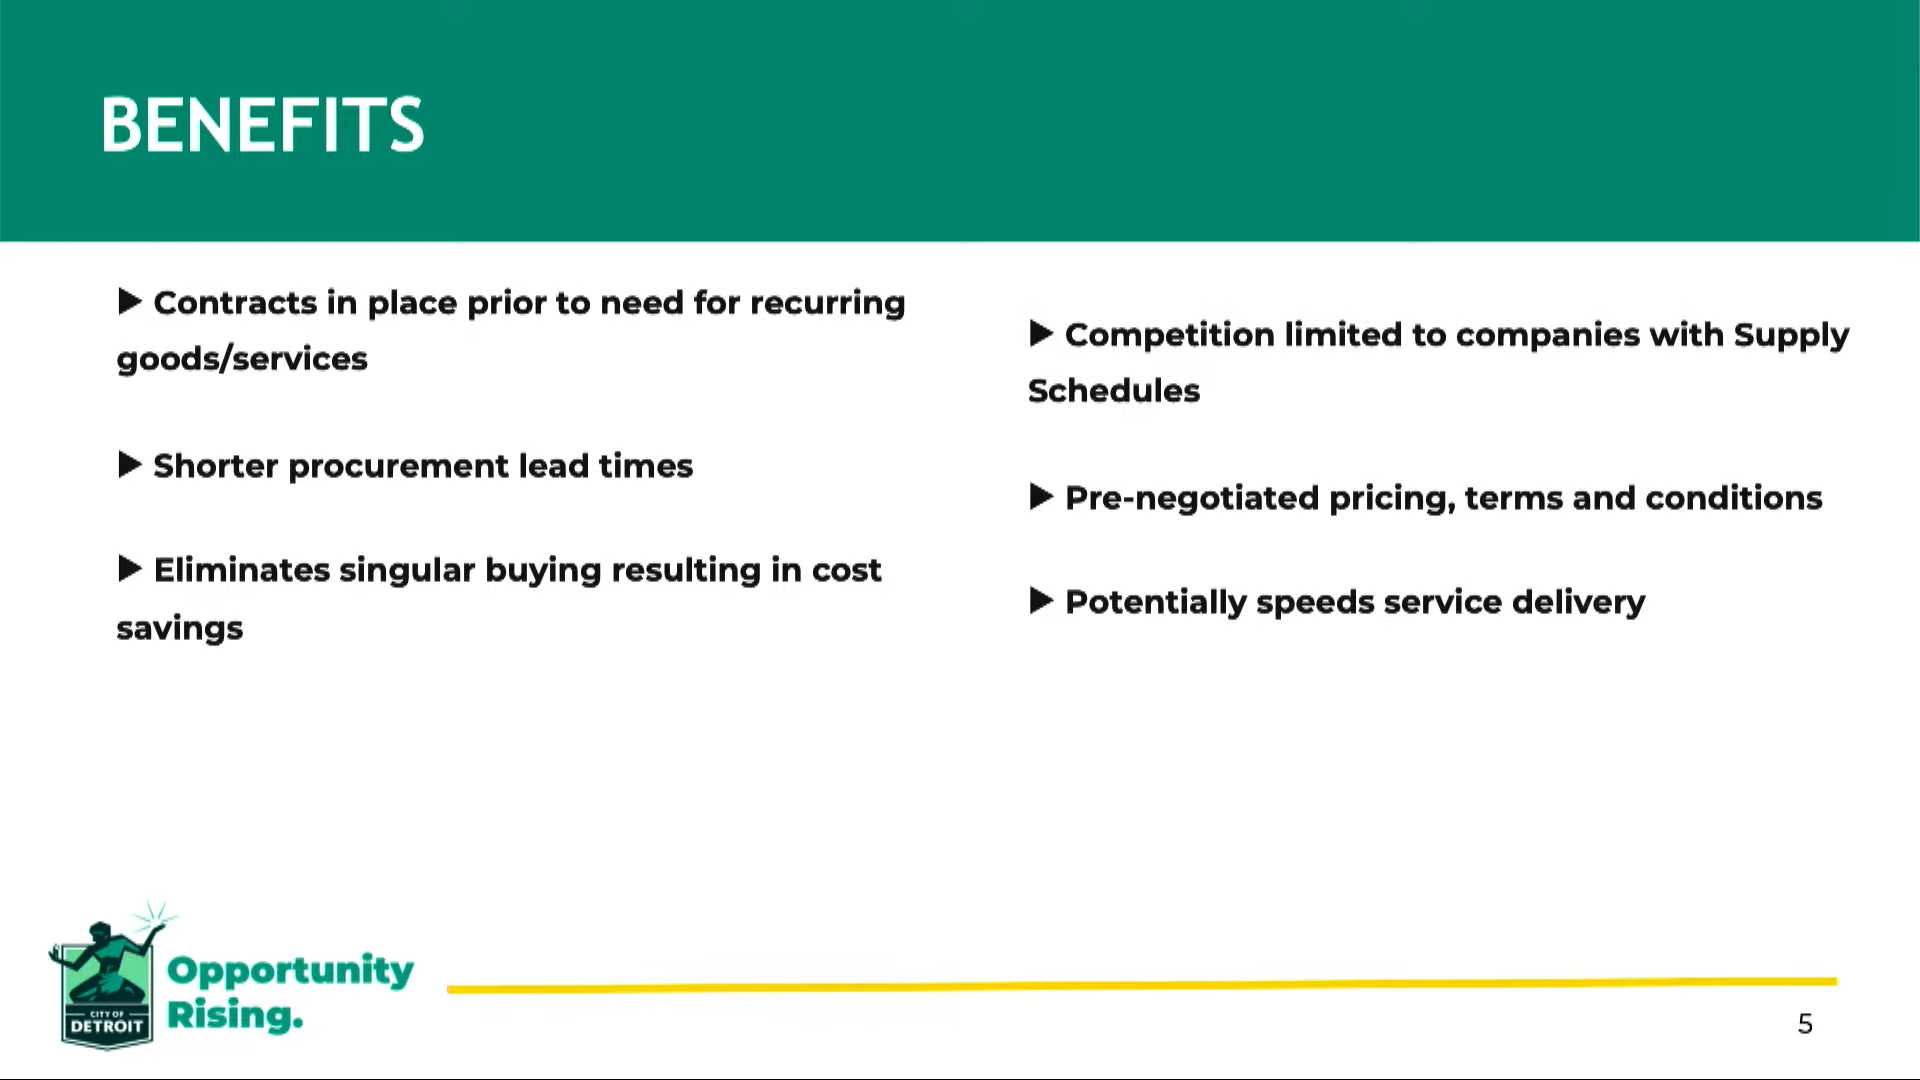 BENEFITS
▶ Contracts in place prior to need for recurring
goods/services
▶ Shorter procurement lead times
▶ Eliminates singular buying resulting in cost
savings
▶ Competition limited to companies with Supply
Schedules
▶ Pre-negotiated pricing, terms and conditions
▶ Potentially speeds service delivery
CITY OF
DETROIT
Opportunity
Rising.
5